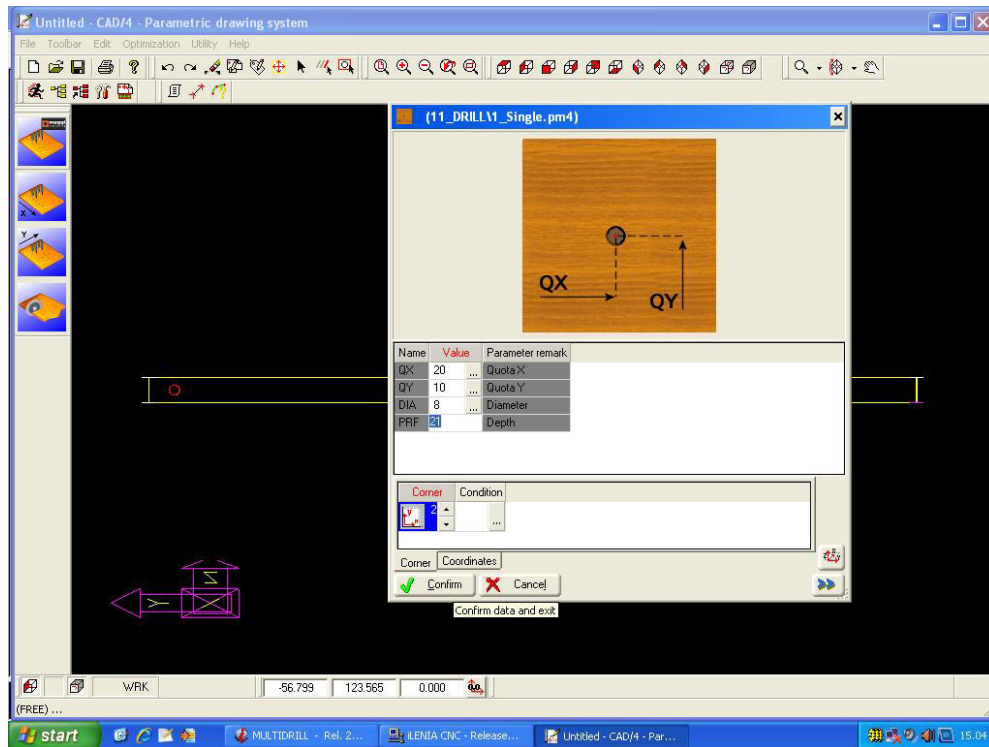 Untitled - CAD/4 - Parametric drawing system
File Toolbar Edit Optimization Utility Help
(11_DRILL\1_Single.pm4)
QX
QY
Name Value Parameter remark
QX 20 ... Quota X
QY 10 ... Quota Y
DIA 8 ... Diameter
PRF 21 Depth
Corner Condition
2 ...
Corner Coordinates
Confirm Cancel
Confirm data and exit
X
Y
Z
Y
X
WRK -56.799 123.565 0.000
(FREE) ...
start MULTIDRILL - Rel. 2... iLENIA CNC - Release... Untitled - CAD/4 - Par... 15.04